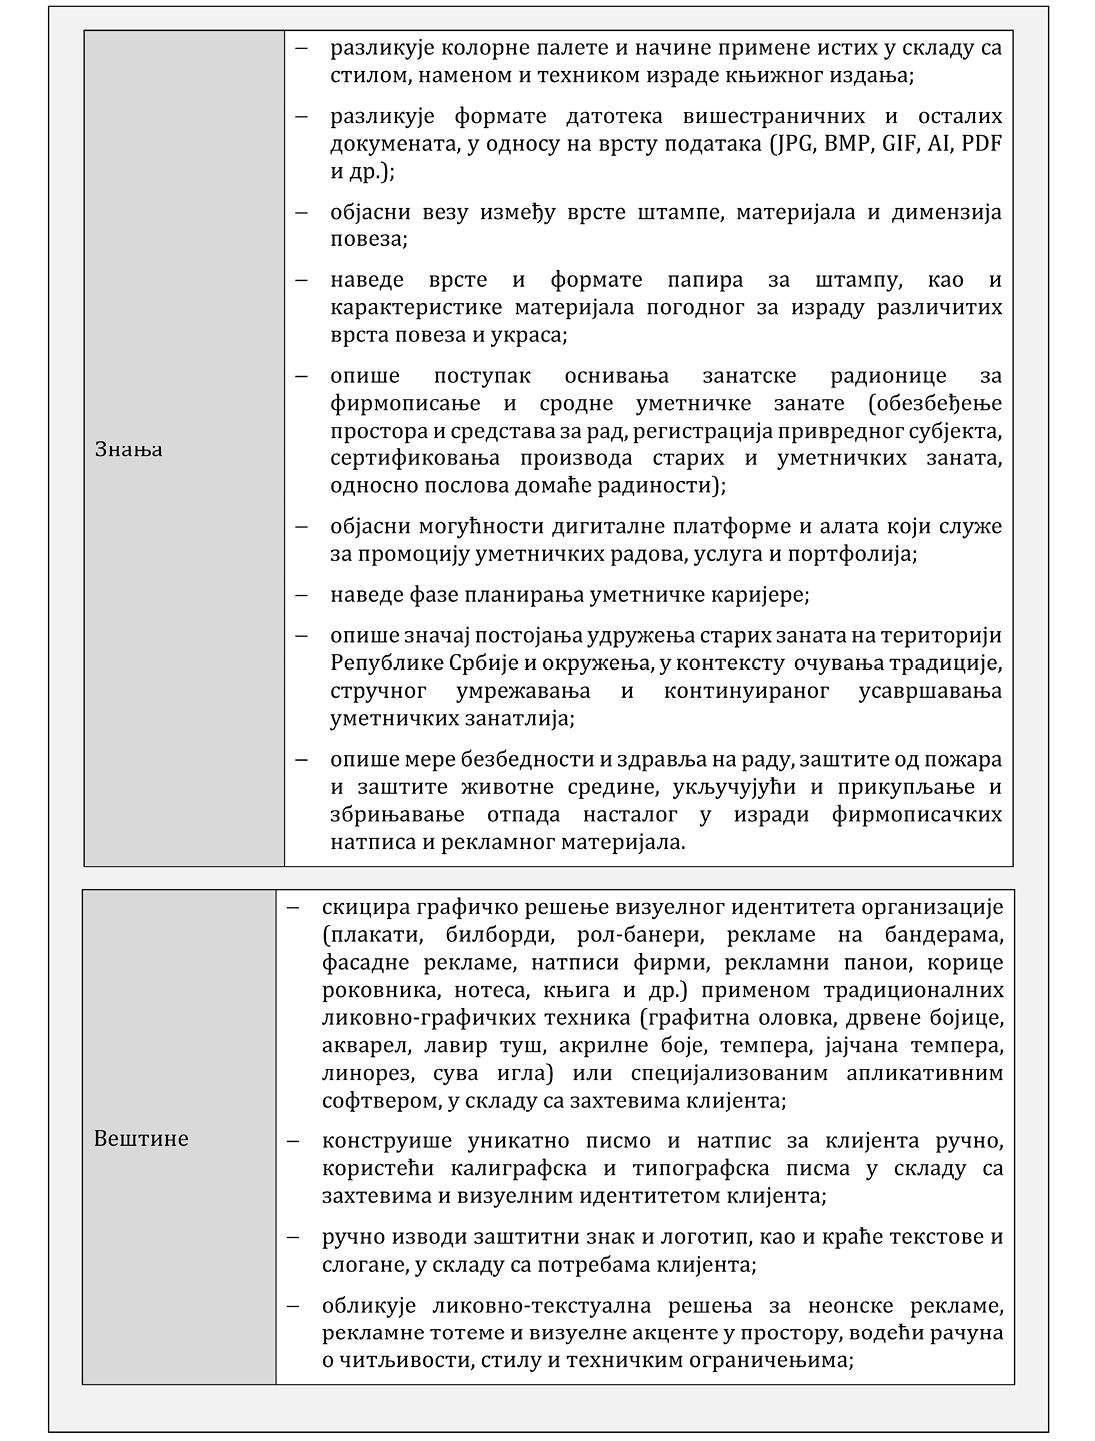 – разликује колорне палете и начине примене истих у складу са
стилом, наменом и техником израде књижног издања;
– разликује формате датотека вишестраничних и осталих
докумената, у односу на врсту података (JPG, BMP, GIF, AI, PDF
и др.);
– објасни везу између врсте штампе, материјала и димензија
повеза;
– наведе врсте и формате папира за штампу, као и
карактеристике материјала погодног за израду различитих
врста повеза и украса;
– опише поступак оснивања занатске радионице за
фирмописање и сродне уметничке занате (обезбеђење
простора и средстава за рад, регистрација привредног субјекта,
Знања
сертификовања производа старих и уметничких заната,
односно послова домаће радиности);
– објасни могућности дигиталне платформе и алата који служе
за промоцију уметничких радова, услуга и портфолија;
– наведе фазе планирања уметничке каријере;
– опише значај постојања удружења старих заната на територији
Републике Србије и окружења, у контексту очувања традиције,
стручног умрежавања и континуираног усавршавања
уметничких занатлија;
– опише мере безбедности и здравља на раду, заштите од пожара
и заштите животне средине, укључујући и прикупљање и
збрињавање отпада насталог у изради фирмописачких
натписа и рекламног материјала.
– скицира графичко решење визуелног идентитета организације
(плакати, билборди, рол-банери, рекламе на бандерама,
фасадне рекламе, натписи фирми, рекламни панои, корице
роковника, нотеса, књига и др.) применом традиционалних
ликовно-графичких техника (графитна оловка, дрвене бојице,
акварел, лавир туш, акрилне боје, темпера, јајчана темпера,
линорез, сува игла) или специјализованим апликативним
софтвером, у складу са захтевима клијента;
Вештине
– конструише уникатно писмо и натпис за клијента ручно,
користећи калиграфска и типографска писма у складу са
захтевима и визуелним идентитетом клијента;
– ручно изводи заштитни знак и логотип, као и краће текстове и
слогане, у складу са потребама клијента;
– обликује ликовно-текстуална решења за неонске рекламе,
рекламне тотеме и визуелне акценте у простору, водећи рачуна
о читљивости, стилу и техничким ограничењима;